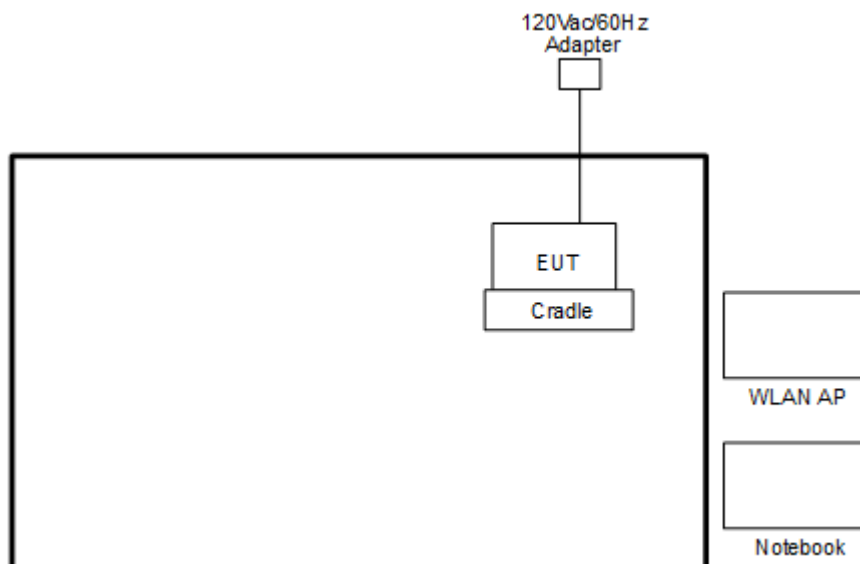 120Vac/60Hz
Adapter
EUT
Cradle
WLAN AP
Notebook